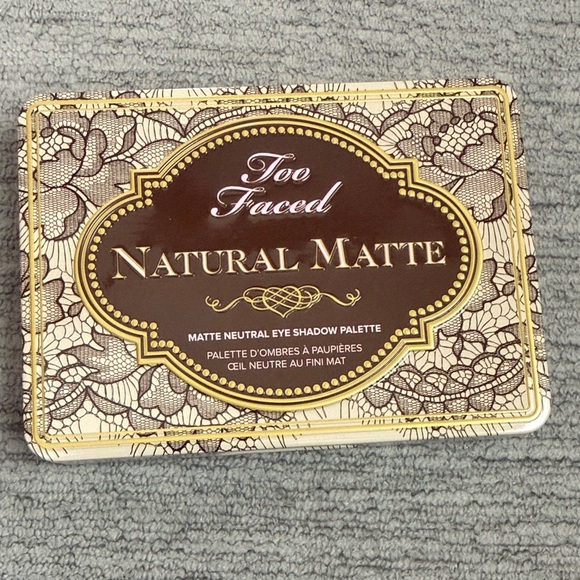 Too
Faced
NATURAL MATTE
MATTE NEUTRAL EYE SHADOW PALETTE
PALETTE D'OMBRES À PAUPIÈRES
ŒIL NEUTRE AU FINI MAT